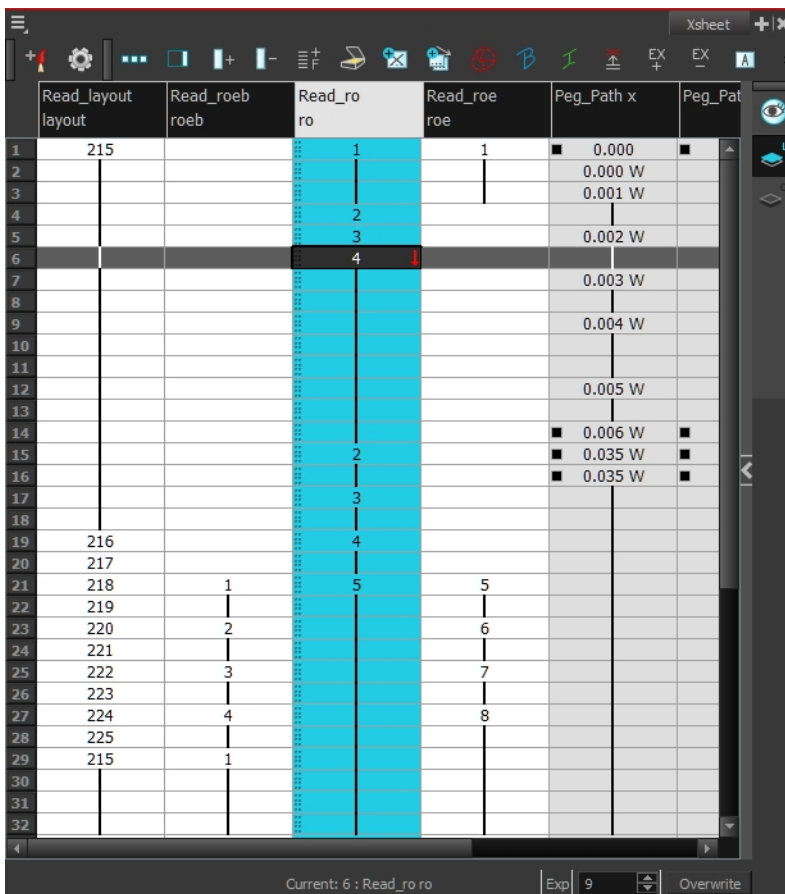 Xsheet
EX EX A
Read_layout Read_roeb Read_ro Read_roe Peg_Path x Peg_Pat
layout roeb ro roe
1 215 1 1 0.000
2 0.000 W
3 0.001 W
4 2
5 3 0.002 W
6 4
7 0.003 W
8
9 0.004 W
10
11
12 0.005 W
13
14 0.006 W
15 2 0.035 W
16 0.035 W
17 3
18
19 216 4
20 217
21 218 1 5 5
22 219
23 220 2 6
24 221
25 222 3 7
26 223
27 224 4 8
28 225
29 215 1
30
31
32
Current: 6 : Read_ro ro Exp 9 Overwrite